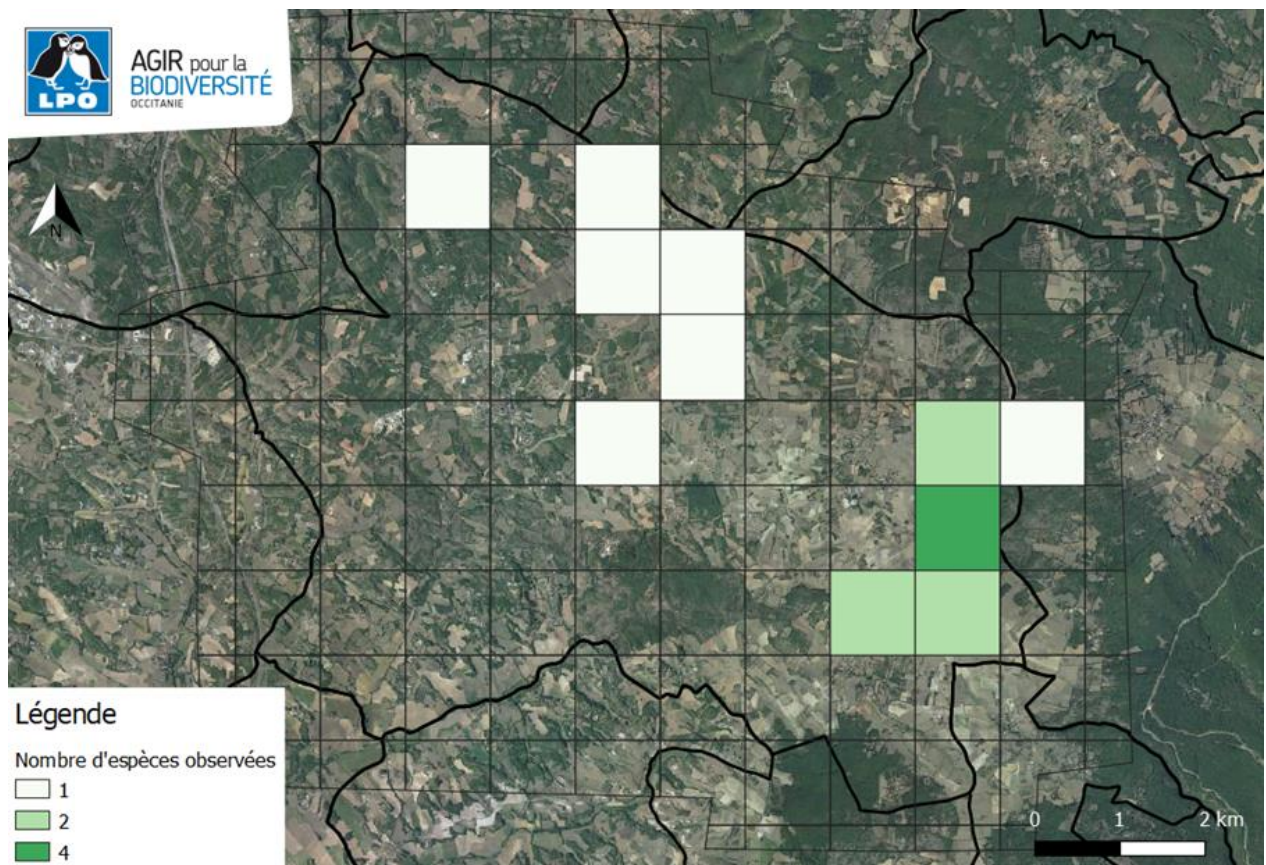 LPO
AGIR pour la
BIODIVERSITÉ
OCCITANIE
N
Légende
Nombre d'espèces observées
1
2
4
0 1 2 km